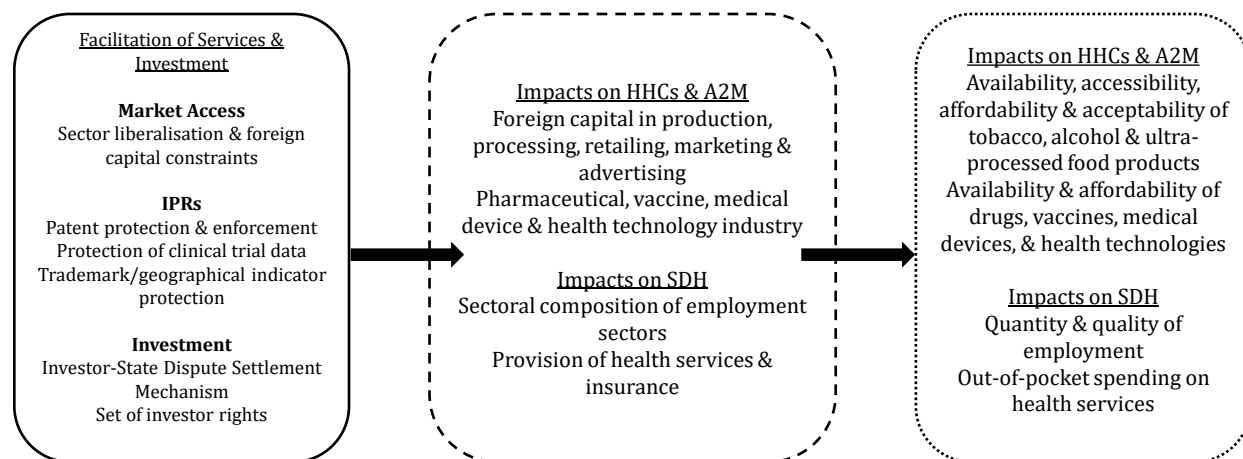 Facilitation of Services &
Investment
Market Access
Sector liberalisation & foreign
capital constraints
IPRs
Patent protection & enforcement
Protection of clinical trial data
Trademark/geographical indicator
protection
Investment
Investor-State Dispute Settlement
Mechanism
Set of investor rights
Impacts on HHCs & A2M
Foreign capital in production,
processing, retailing, marketing &
advertising
Pharmaceutical, vaccine, medical
device & health technology industry
Impacts on SDH
Sectoral composition of employment
sectors
Provision of health services &
insurance
Impacts on HHCs & A2M
Availability, accessibility,
affordability & acceptability of
tobacco, alcohol & ultra-
processed food products
Availability & affordability of
drugs, vaccines, medical
devices, & health technologies
Impacts on SDH
Quantity & quality of
employment
Out-of-pocket spending on
health services